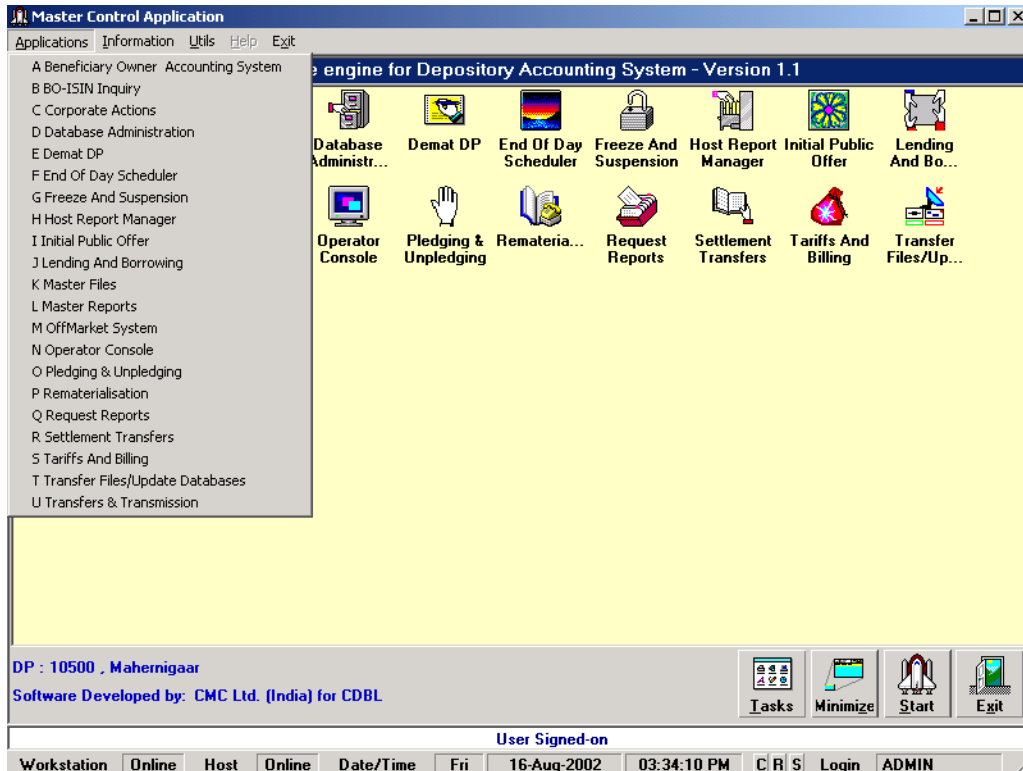 Master Control Application
Applications Information Utils Help Exit
A Beneficiary Owner Accounting System
B BO-ISIN Inquiry
C Corporate Actions
D Database Administration
E Demat DP
F End Of Day Scheduler
G Freeze And Suspension
H Host Report Manager
I Initial Public Offer
J Lending And Borrowing
K Master Files
L Master Reports
M OffMarket System
N Operator Console
O Pledging & Unpledging
P Rematerialisation
Q Request Reports
R Settlement Transfers
S Tariffs And Billing
T Transfer Files/Update Databases
U Transfers & Transmission
engine for Depository Accounting System - Version 1.1
Database Demat DP End Of Day Freeze And Host Report Initial Public Lending
Administr... Scheduler Suspension Manager Offer And Bo...
Operator Pledging & Remateria... Request Settlement Tariffs And Transfer
Console Unpledging Reports Transfers Billing Files/Up...
DP : 10500 , Mahernigaar
Software Developed by: CMC Ltd. (India) for CDBL
Tasks Minimize Start Exit
User Signed-on
Workstation Online Host Online Date/Time Fri 16-Aug-2002 03:34:10 PM C R S Login ADMIN